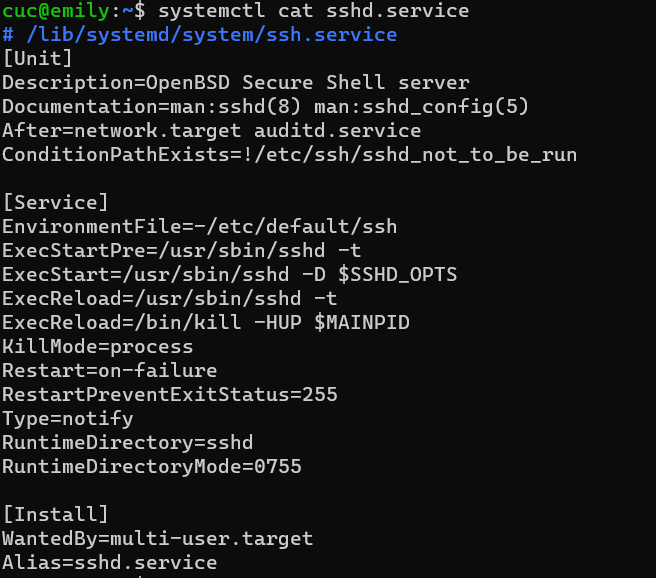 cuc@emily:~$ systemctl cat sshd.service
# /lib/systemd/system/ssh.service
[Unit]
Description=OpenBSD Secure Shell server
Documentation=man:sshd(8) man:sshd_config(5)
After=network.target auditd.service
ConditionPathExists=!/etc/ssh/sshd_not_to_be_run

[Service]
EnvironmentFile=-/etc/default/ssh
ExecStartPre=/usr/sbin/sshd -t
ExecStart=/usr/sbin/sshd -D $SSHD_OPTS
ExecReload=/usr/sbin/sshd -t
ExecReload=/bin/kill -HUP $MAINPID
KillMode=process
Restart=on-failure
RestartPreventExitStatus=255
Type=notify
RuntimeDirectory=sshd
RuntimeDirectoryMode=0755

[Install]
WantedBy=multi-user.target
Alias=sshd.service